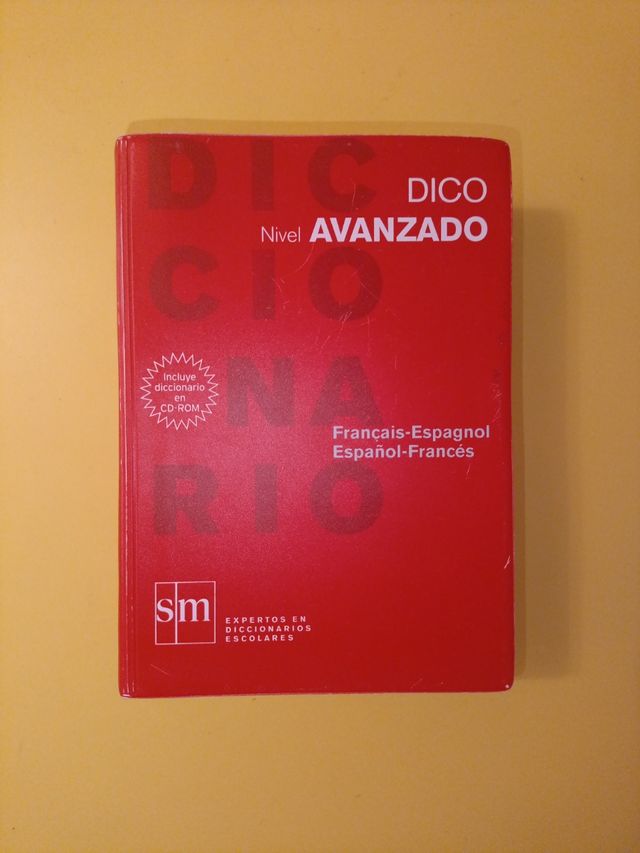 DICO
Nivel AVANZADO
DIC
CIO
NA
RIO
Incluye
diccionario
en
CD-ROM
Français-Espagnol
Español-Francés
sm
EXPERTOS EN
DICCIONARIOS
ESCOLARES